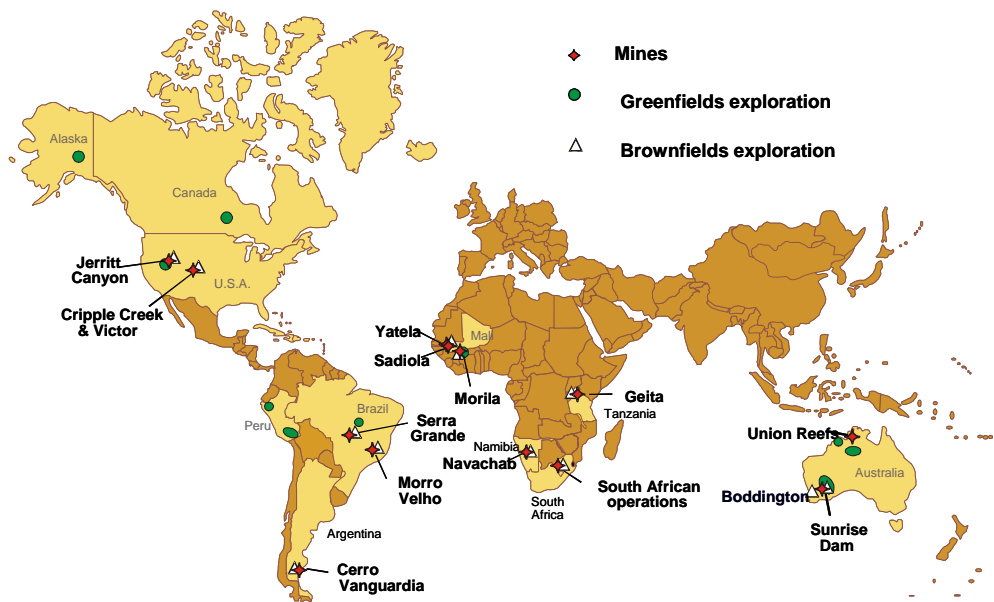 Mines
Greenfields exploration
Brownfields exploration
Alaska
Canada
Jerritt
Canyon
U.S.A.
Cripple Creek
& Victor
Yatela
Mali
Sadiola
Morila
Geita
Tanzania
Peru
Brazil
Serra
Grande
Morro
Velho
Namibia
Navachab
South African
operations
South
Africa
Union Reefs
Australia
Boddington
Sunrise
Dam
Argentina
Cerro
Vanguardia